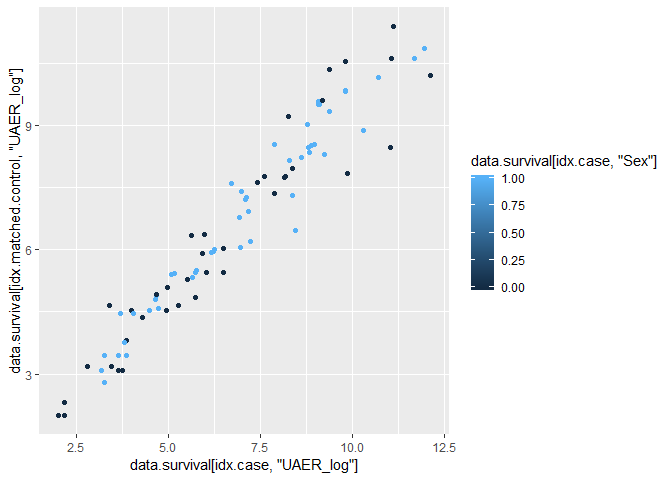 data.survival[idx.matched.control, "UAER_log"]
9
6
3
2.5 5.0 7.5 10.0 12.5
data.survival[idx.case, "UAER_log"]
data.survival[idx.case, "Sex"]
1.00
0.75
0.50
0.25
0.00